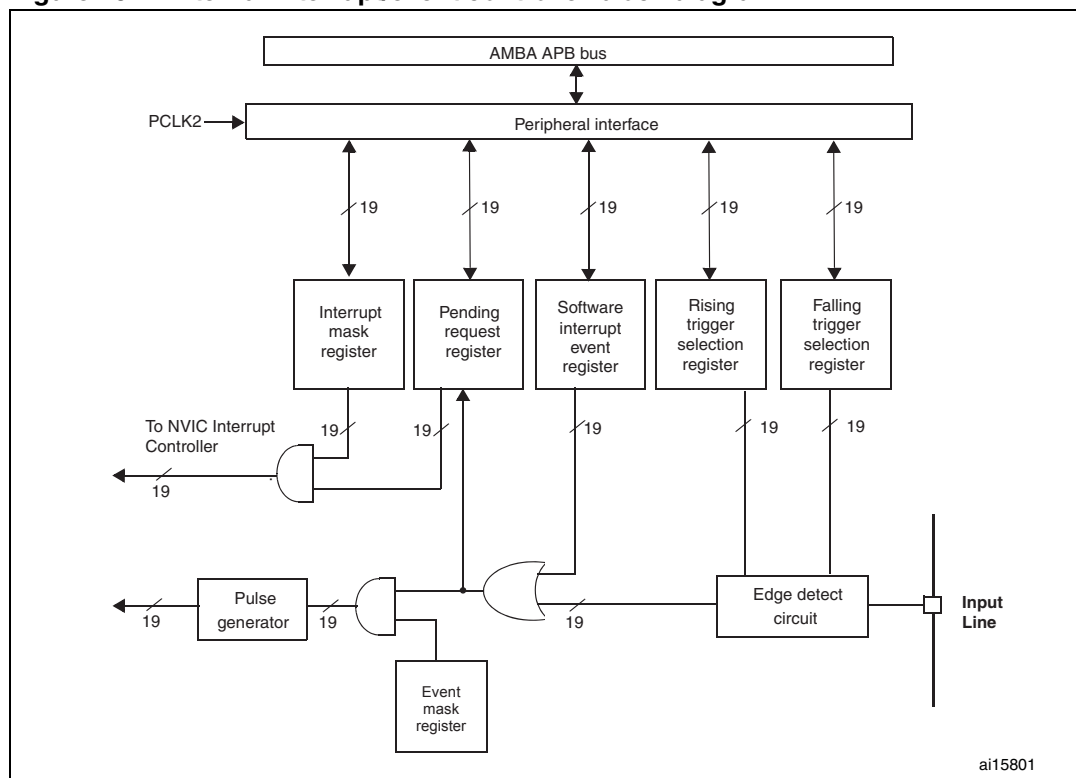 AMBA APB bus
PCLK2
Peripheral interface
19
19
19
19
19
Interrupt
mask
register
Pending
request
register
Software
interrupt
event
register
Rising
trigger
selection
register
Falling
trigger
selection
register
To NVIC Interrupt
Controller
19
19
19
19
19
19
Pulse
generator
Edge detect
circuit
Input
Line
19
19
19
Event
mask
register
ai15801